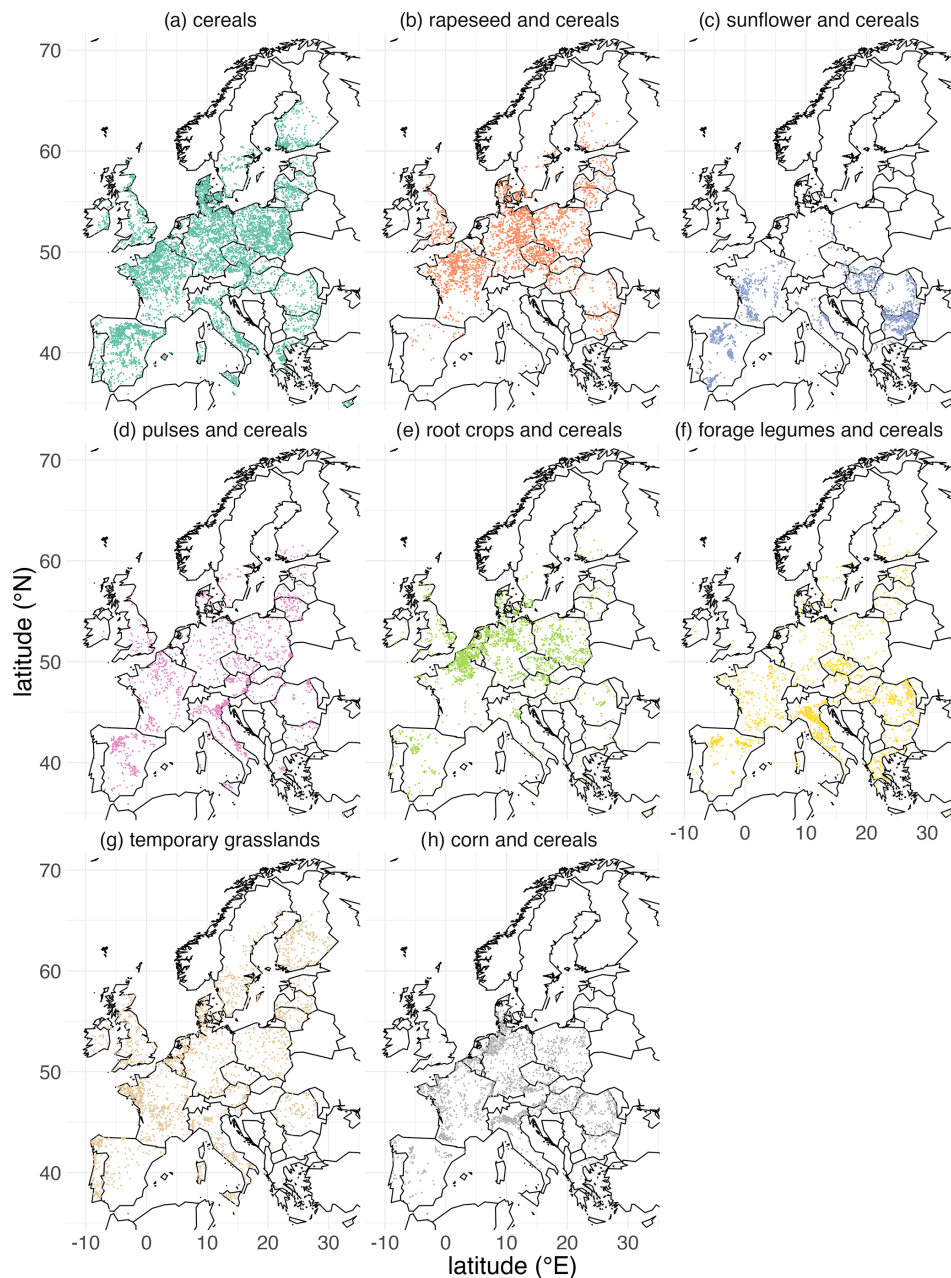 (a) cereals
(b) rapeseed and cereals
(c) sunflower and cereals
70
60
50
40
(d) pulses and cereals
(e) root crops and cereals
(f) forage legumes and cereals
70
60
50
40
latitude (°N)
-10 0 10 20 30
(g) temporary grasslands
(h) corn and cereals
70
60
50
40
-10 0 10 20 30
-10 0 10 20 30
latitude (°E)